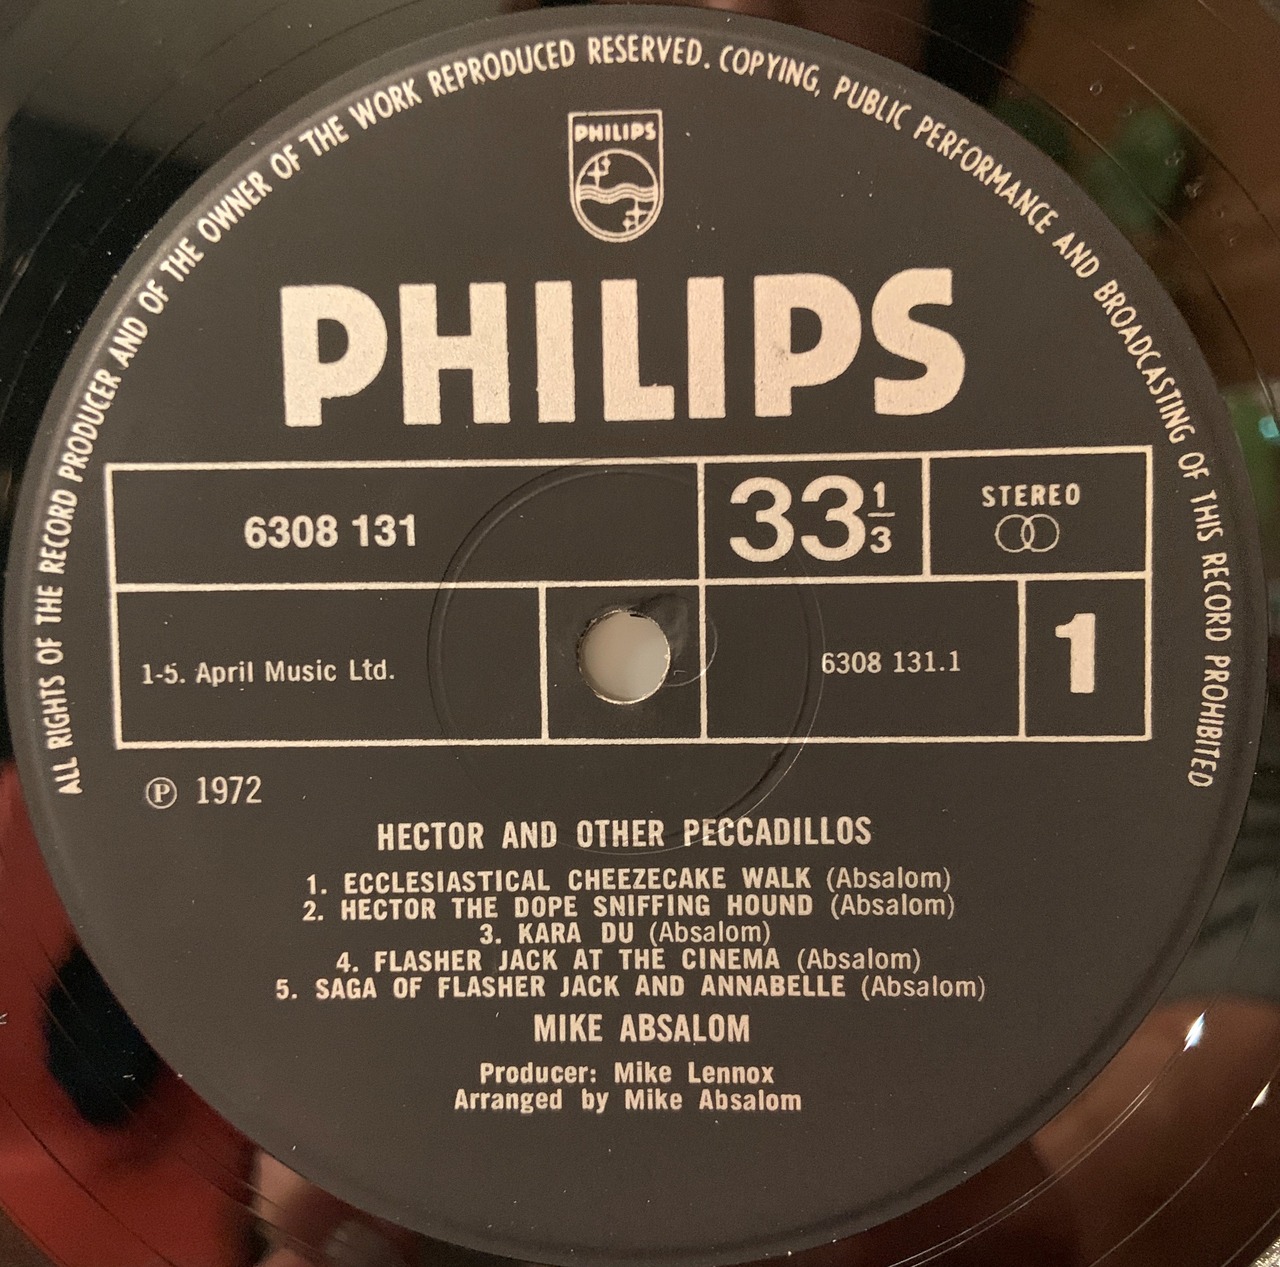 ALL RIGHTS OF THE RECORD PRODUCER AND OF THE OWNER OF THE WORK REPRODUCED RESERVED. COPYING, PUBLIC PERFORMANCE AND BROADCASTING OF THIS RECORD PROHIBITED
PHILIPS
PHILIPS
6308 131
33 1/3
STEREO
1-5. April Music Ltd.
6308 131.1
1
℗ 1972
HECTOR AND OTHER PECCADILLOS
1. ECCLESIASTICAL CHEEZECAKE WALK (Absalom)
2. HECTOR THE DOPE SNIFFING HOUND (Absalom)
3. KARA DU (Absalom)
4. FLASHER JACK AT THE CINEMA (Absalom)
5. SAGA OF FLASHER JACK AND ANNABELLE (Absalom)
MIKE ABSALOM
Producer: Mike Lennox
Arranged by Mike Absalom